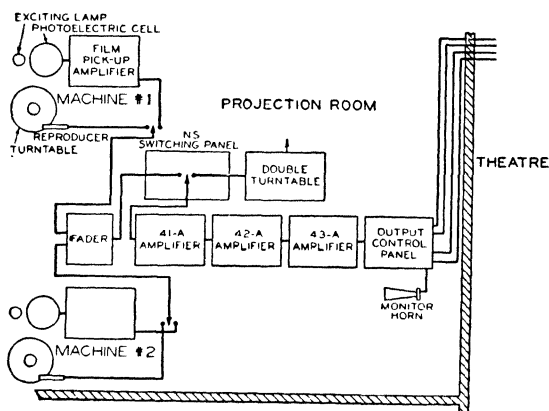 EXCITING LAMP
PHOTOELECTRIC CELL
FILM
PICK-UP
AMPLIFIER
MACHINE #1
REPRODUCER
TURNTABLE
PROJECTION ROOM
THEATRE
NS
SWITCHING PANEL
DOUBLE
TURNTABLE
FADER
41-A
AMPLIFIER
42-A
AMPLIFIER
43-A
AMPLIFIER
OUTPUT
CONTROL
PANEL
MONITOR
HORN
MACHINE #2